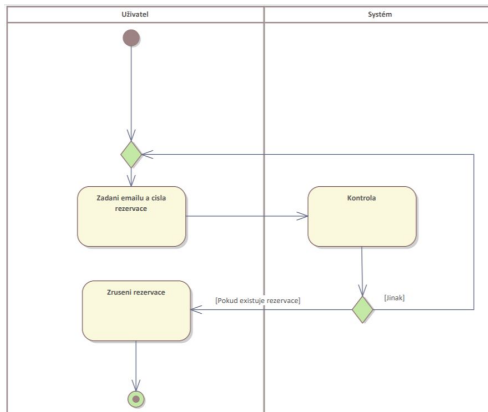 Uživatel
Systém
Zadani emailu a cisla
rezervace
Kontrola
Zruseni rezervace
[Pokud existuje rezervace]
[Jinak]